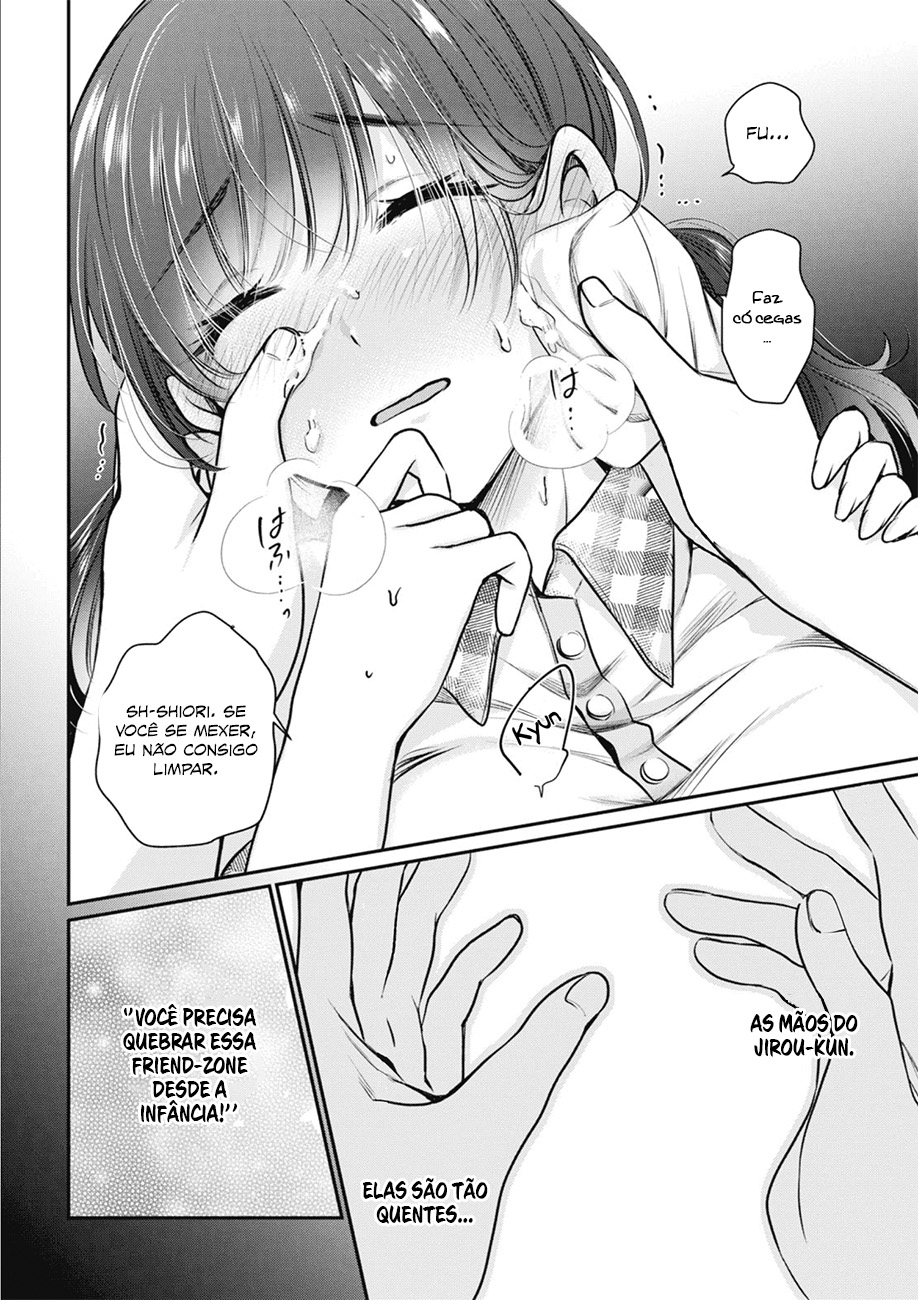 FU...
Faz
cócegas
...
は…
はふ……っ
SH-SHIORI. SE
VOCÊ SE MEXER,
EU NÃO CONSIGO
LIMPAR.
Kyun
AS MÃOS DO
JIROU-KUN.
ELAS SÃO TÃO
QUENTES...
"VOCÊ PRECISA
QUEBRAR ESSA
FRIEND-ZONE
DESDE A
INFÂNCIA!"